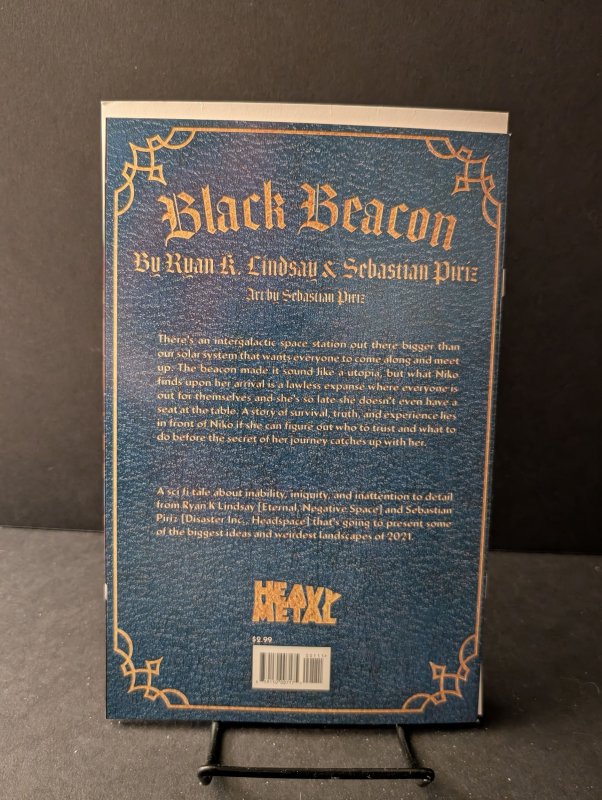 Black Beacon
By Ryan K. Lindsay & Sebastian Piriz
Art by Sebastian Piriz
There's an intergalactic space station out there bigger than
our solar system that wants everyone to come along and meet
up. The beacon made it sound like a utopia, but what Niko
finds upon her arrival is a lawless expanse where everyone is
out for themselves and she's so late she doesn't even have a
seat at the table. A story of survival, truth, and experience lies
in front of Niko if she can figure out who to trust and what to
do before the secret of her journey catches up with her.
A sci fi tale about inability, iniquity, and inattention to detail
from Ryan K Lindsay [Eternal, Negative Space] and Sebastian
Piriz [Disaster Inc., Headspace] that's going to present some
of the biggest ideas and weirdest landscapes of 2021.
HEAVY
METAL
$2.99